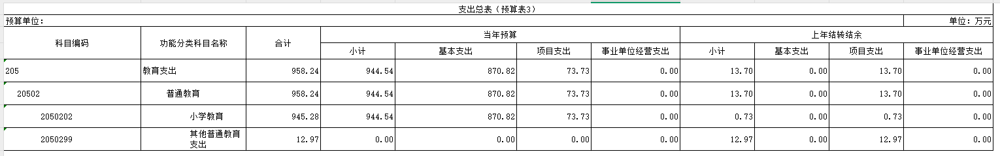 支出总表（预算表3）
预算单位： 单位：万元
科目编码 功能分类科目名称 合计 当年预算 上年结转结余
小计 基本支出 项目支出 事业单位经营支出 小计 基本支出 项目支出 事业单位经营支出
205 教育支出 958.24 944.54 870.82 73.73 0.00 13.70 0.00 13.70 0.00
20502 普通教育 958.24 944.54 870.82 73.73 0.00 13.70 0.00 13.70 0.00
2050202 小学教育 945.28 944.54 870.82 73.73 0.00 0.73 0.00 0.73 0.00
2050299 其他普通教育
支出 12.97 0.00 0.00 0.00 0.00 12.97 0.00 12.97 0.00